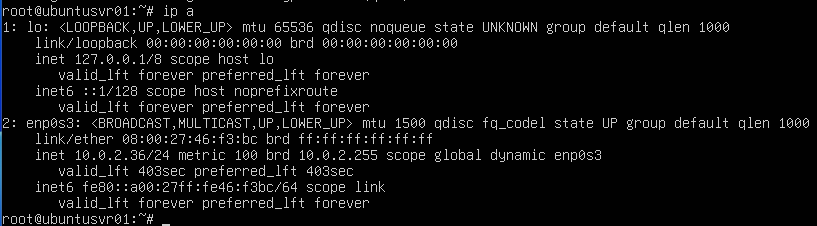 root@ubuntusvr01:~# ip a
1: lo: <LOOPBACK,UP,LOWER_UP> mtu 65536 qdisc noqueue state UNKNOWN group default qlen 1000
    link/loopback 00:00:00:00:00:00 brd 00:00:00:00:00:00
    inet 127.0.0.1/8 scope host lo
       valid_lft forever preferred_lft forever
    inet6 ::1/128 scope host noprefixroute
       valid_lft forever preferred_lft forever
2: enp0s3: <BROADCAST,MULTICAST,UP,LOWER_UP> mtu 1500 qdisc fq_codel state UP group default qlen 1000
    link/ether 08:00:27:46:f3:bc brd ff:ff:ff:ff:ff:ff
    inet 10.0.2.36/24 metric 100 brd 10.0.2.255 scope global dynamic enp0s3
       valid_lft 403sec preferred_lft 403sec
    inet6 fe80::a00:27ff:fe46:f3bc/64 scope link
       valid_lft forever preferred_lft forever
root@ubuntusvr01:~# _